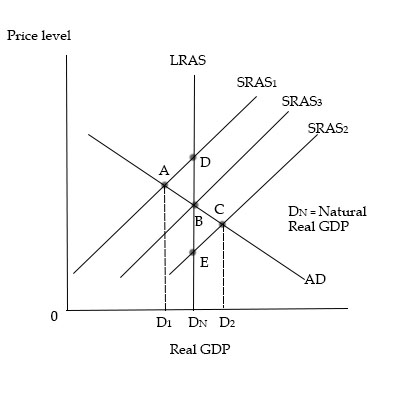 Price level
LRAS
SRAS1
SRAS3
SRAS2
A
D
C
B
DN = Natural
Real GDP
E
AD
0
D1 DN D2
Real GDP